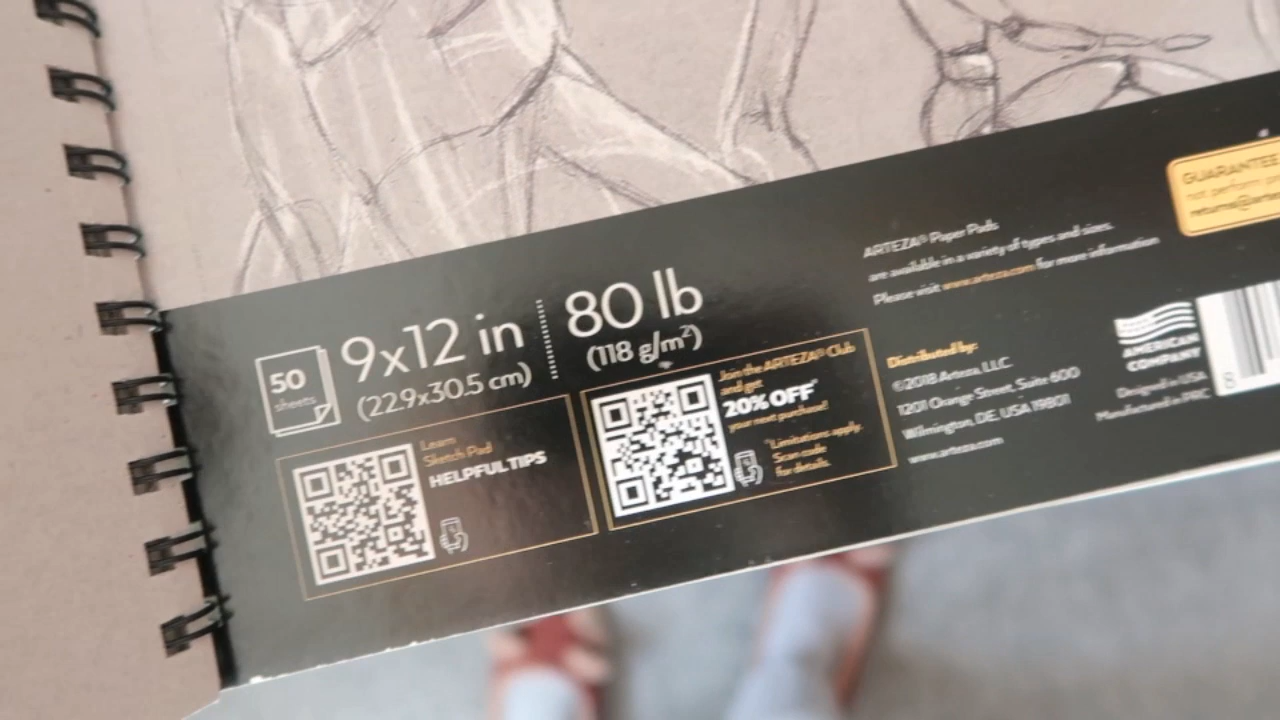 50
sheets
9x12 in
(22.9x30.5 cm)
80 lb
(118 g/m²)
Learn
Sketch Pad
HELPFUL TIPS
Join the ARTEZA® Club
and get
20% OFF*
your next purchase!
*Limitations apply.
Scan code
for details.
ARTEZA® Paper Pads
are available in a variety of types and sizes.
Please visit www.arteza.com for more information
Distributed by:
©2018 Arteza, LLC.
1201 Orange Street, Suite 600
Wilmington, DE, USA 19801
www.arteza.com
AMERICAN
COMPANY
Designed in USA
Manufactured in PRC
8
GUARANTEE
not perform